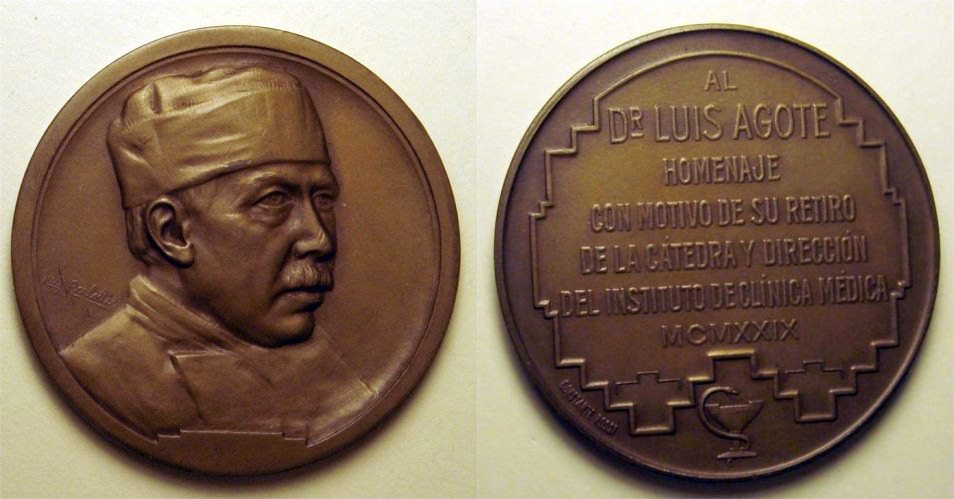 AL
DR LUIS AGOTE
HOMENAJE
CON MOTIVO DE SU RETIRO
DE LA CÁTEDRA Y DIRECCIÓN
DEL INSTITUTO DE CLÍNICA MÉDICA
MCMXXIX
ROSSI